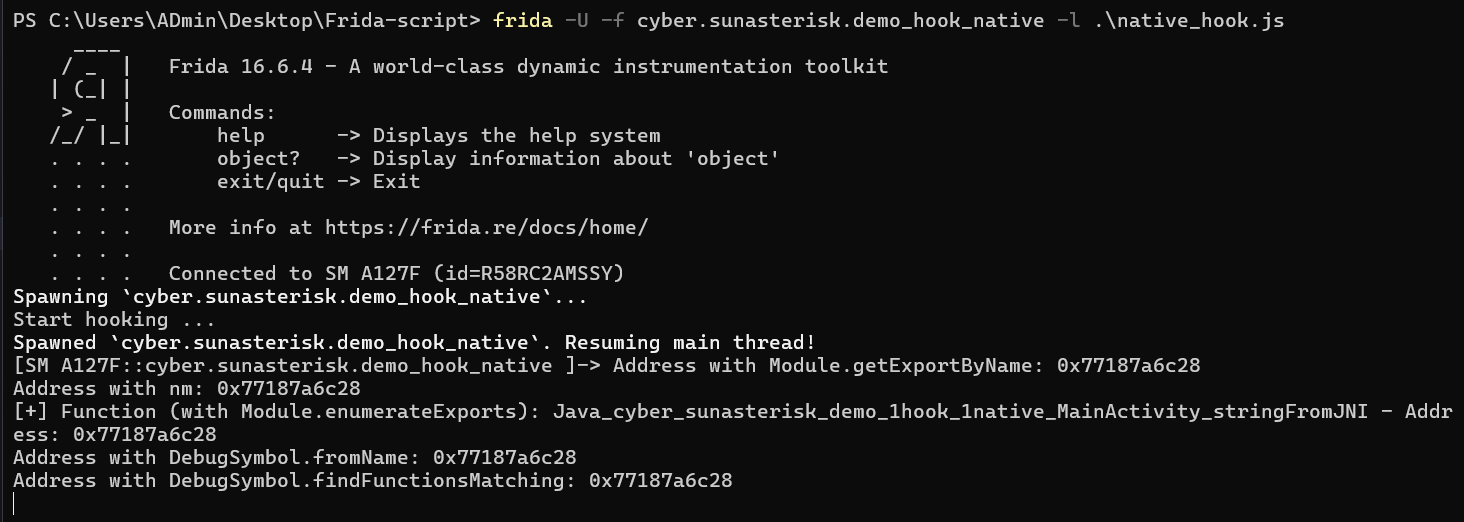 PS C:\Users\ADmin\Desktop\Frida-script> frida -U -f cyber.sunasterisk.demo_hook_native -l .\native_hook.js
     ____
    / _  |   Frida 16.6.4 - A world-class dynamic instrumentation toolkit
   | (_| |
    > _  |   Commands:
   /_/ |_|       help      -> Displays the help system
   . . . .       object?   -> Display information about 'object'
   . . . .       exit/quit -> Exit
   . . . .
   . . . .   More info at https://frida.re/docs/home/
   . . . .
   . . . .   Connected to SM A127F (id=R58RC2AMSSY)
Spawning `cyber.sunasterisk.demo_hook_native`...
Start hooking ...
Spawned `cyber.sunasterisk.demo_hook_native`. Resuming main thread!
[SM A127F::cyber.sunasterisk.demo_hook_native ]-> Address with Module.getExportByName: 0x77187a6c28
Address with nm: 0x77187a6c28
[+] Function (with Module.enumerateExports): Java_cyber_sunasterisk_demo_1hook_1native_MainActivity_stringFromJNI - Addr
ess: 0x77187a6c28
Address with DebugSymbol.fromName: 0x77187a6c28
Address with DebugSymbol.findFunctionsMatching: 0x77187a6c28